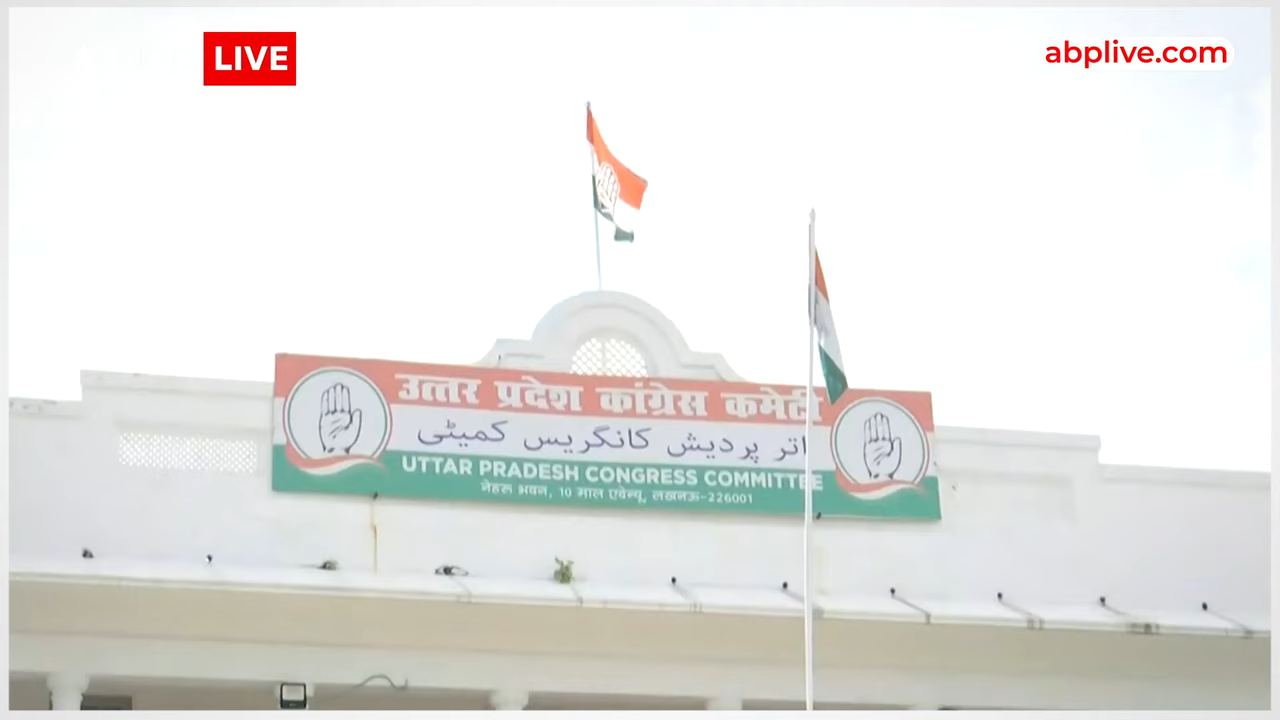 LIVE
abplive.com
उत्तर प्रदेश कांग्रेस कमेटी
اتر پردیش کانگریس کمیٹی
UTTAR PRADESH CONGRESS COMMITTEE
नेहरू भवन, 10 माल एवेन्यू, लखनऊ-226001